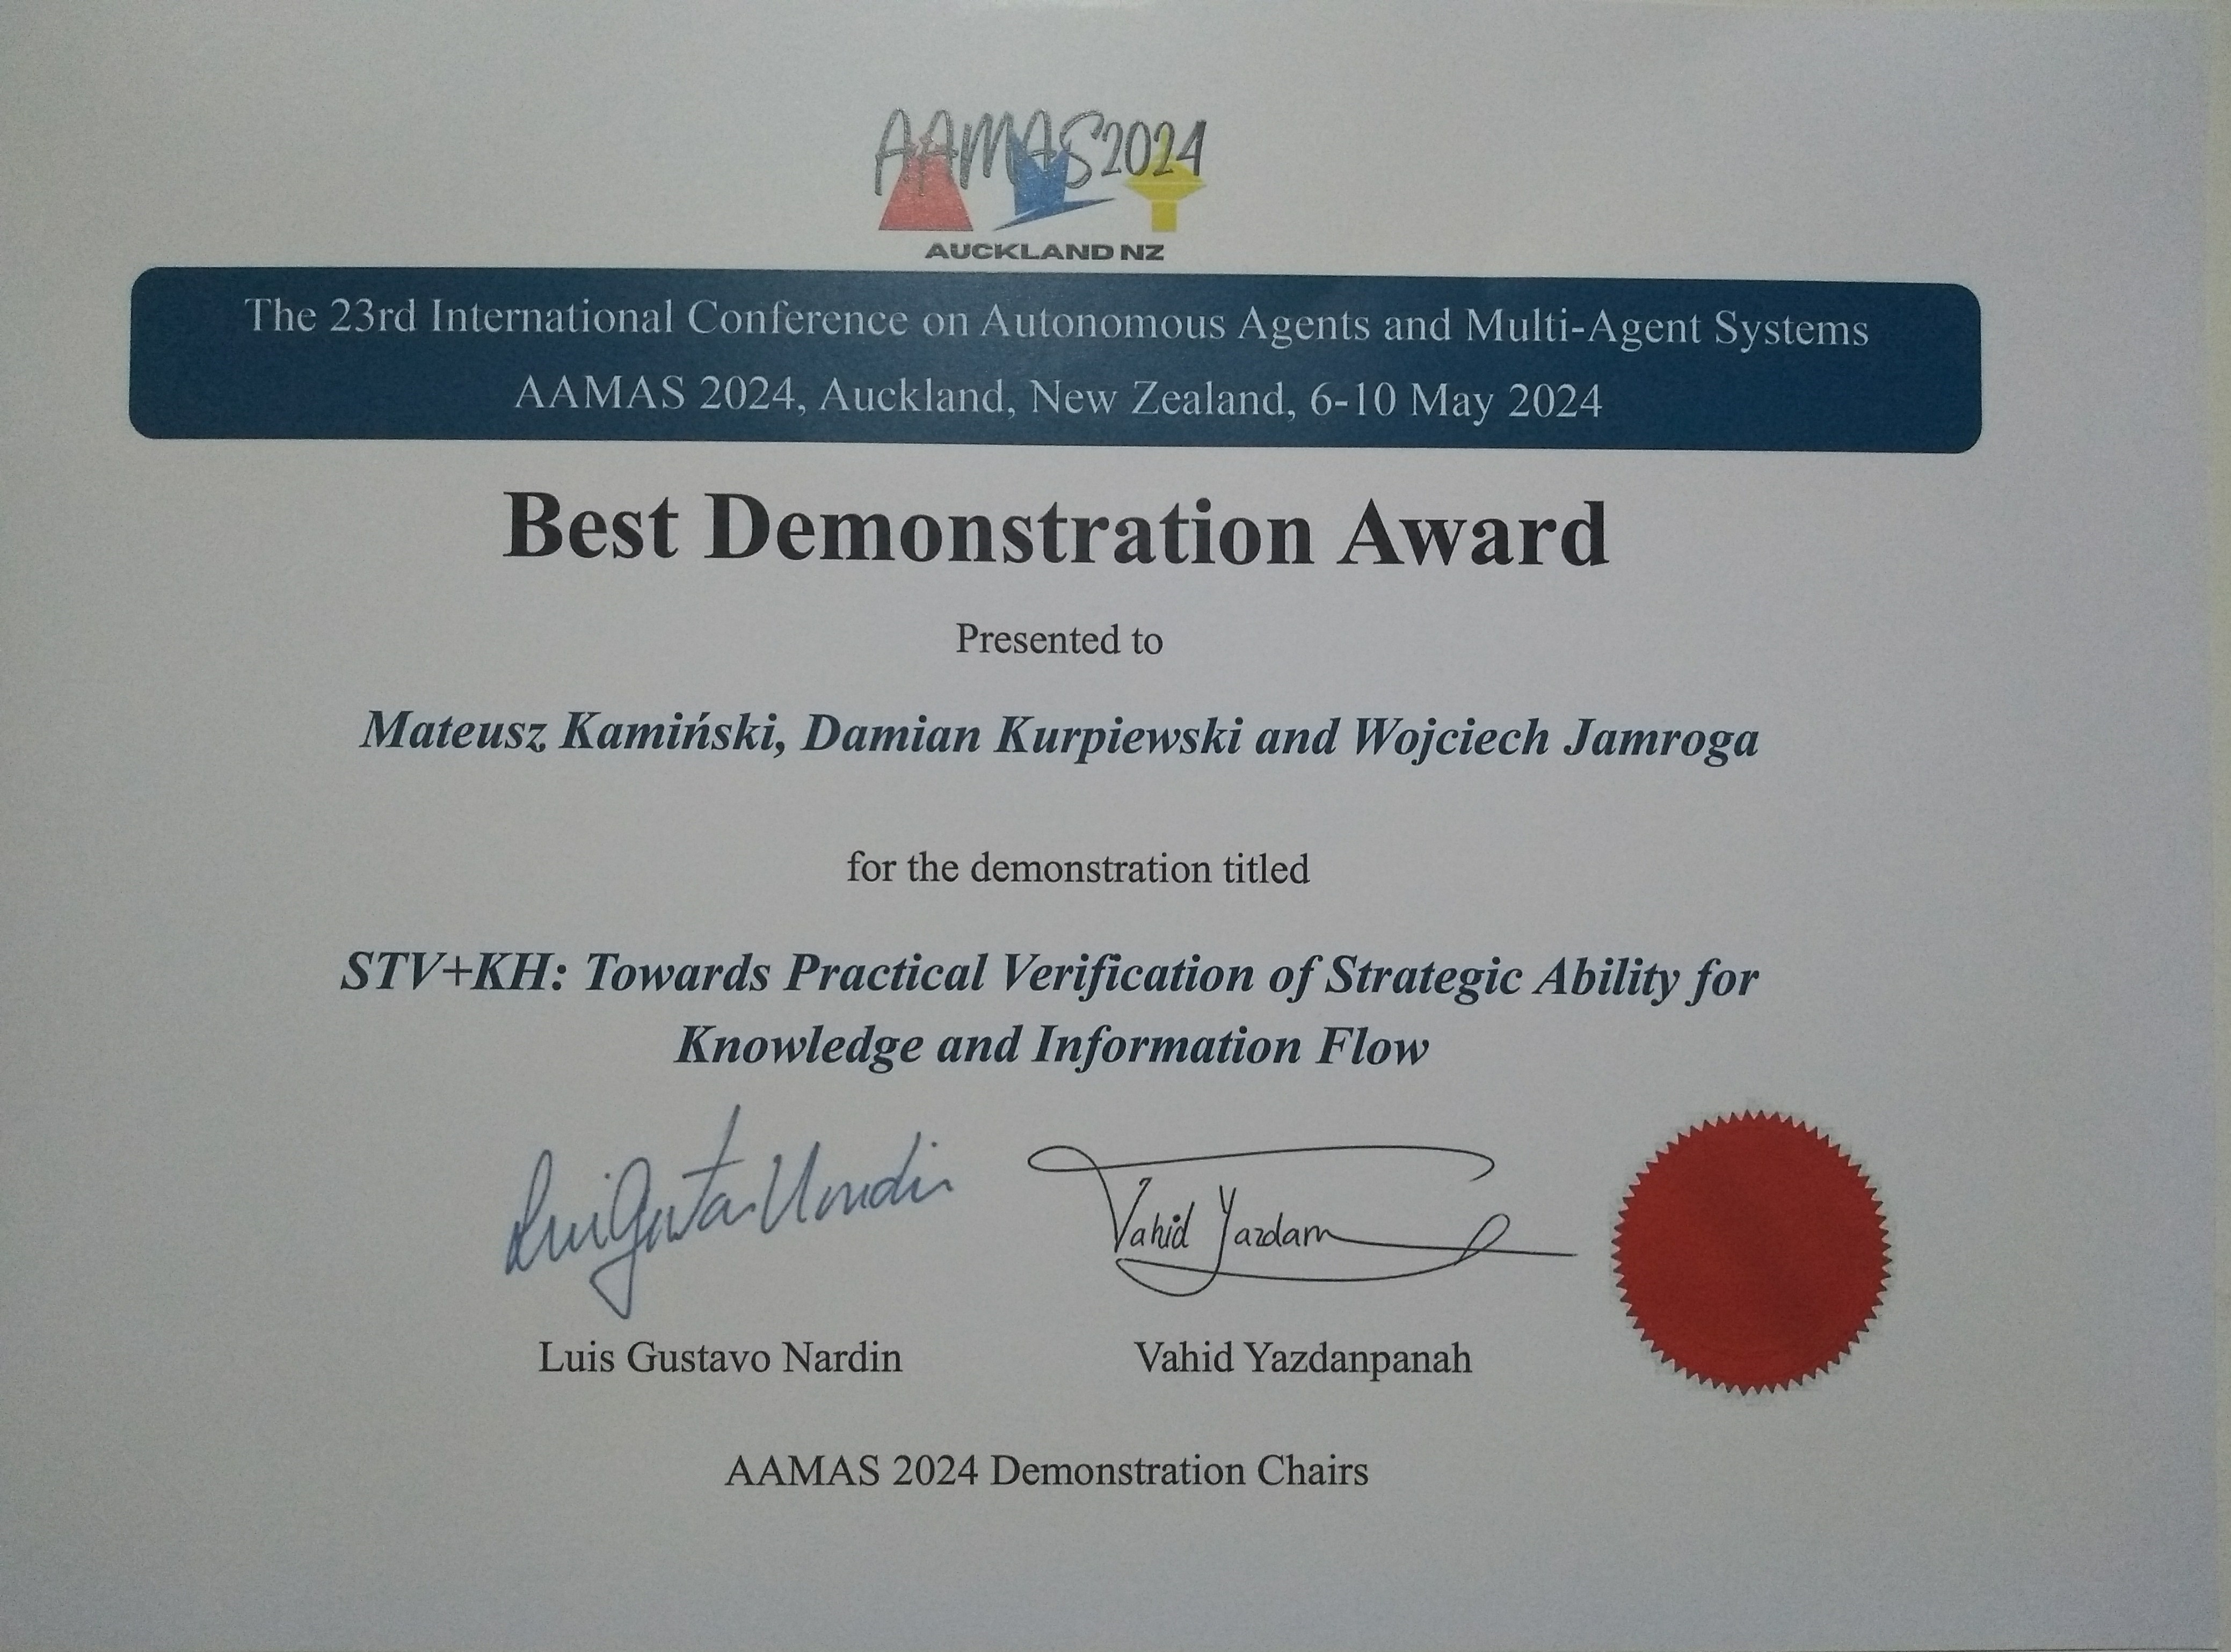 AAMAS2024
AUCKLAND NZ
The 23rd International Conference on Autonomous Agents and Multi-Agent Systems
AAMAS 2024, Auckland, New Zealand, 6-10 May 2024
Best Demonstration Award
Presented to
Mateusz Kamiński, Damian Kurpiewski and Wojciech Jamroga
for the demonstration titled
STV+KH: Towards Practical Verification of Strategic Ability for
Knowledge and Information Flow
Luis Gustavo Nardin
Vahid Yazdanpanah
AAMAS 2024 Demonstration Chairs